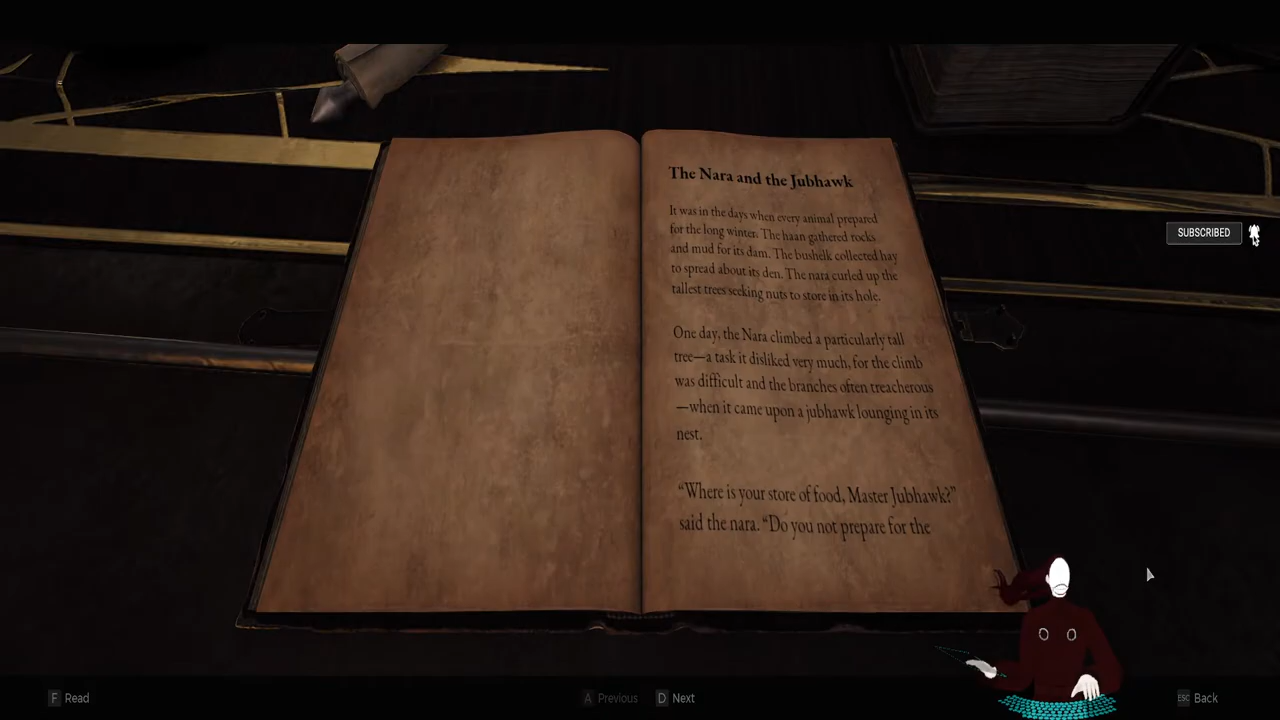 The Nara and the Jubhawk
It was in the days when every animal prepared
for the long winter. The haan gathered rocks
and mud for its dam. The busheik collected hay
to spread about its den. The nara curled up the
tallest trees seeking nuts to store in its hole.
One day, the Nara climbed a particularly tall
tree—a task it disliked very much, for the climb
was difficult and the branches often treacherous
—when it came upon a jubhawk lounging in its
nest.
“Where is your store of food, Master Jubhawk?”
said the nara. “Do you not prepare for the
SUBSCRIBED
F Read
A Previous
D Next
ESC Back